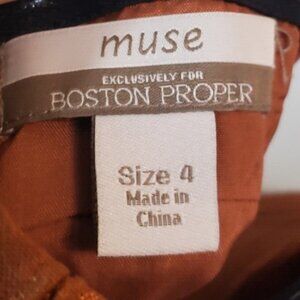 muse
EXCLUSIVELY FOR
BOSTON PROPER
Size 4
Made in
China